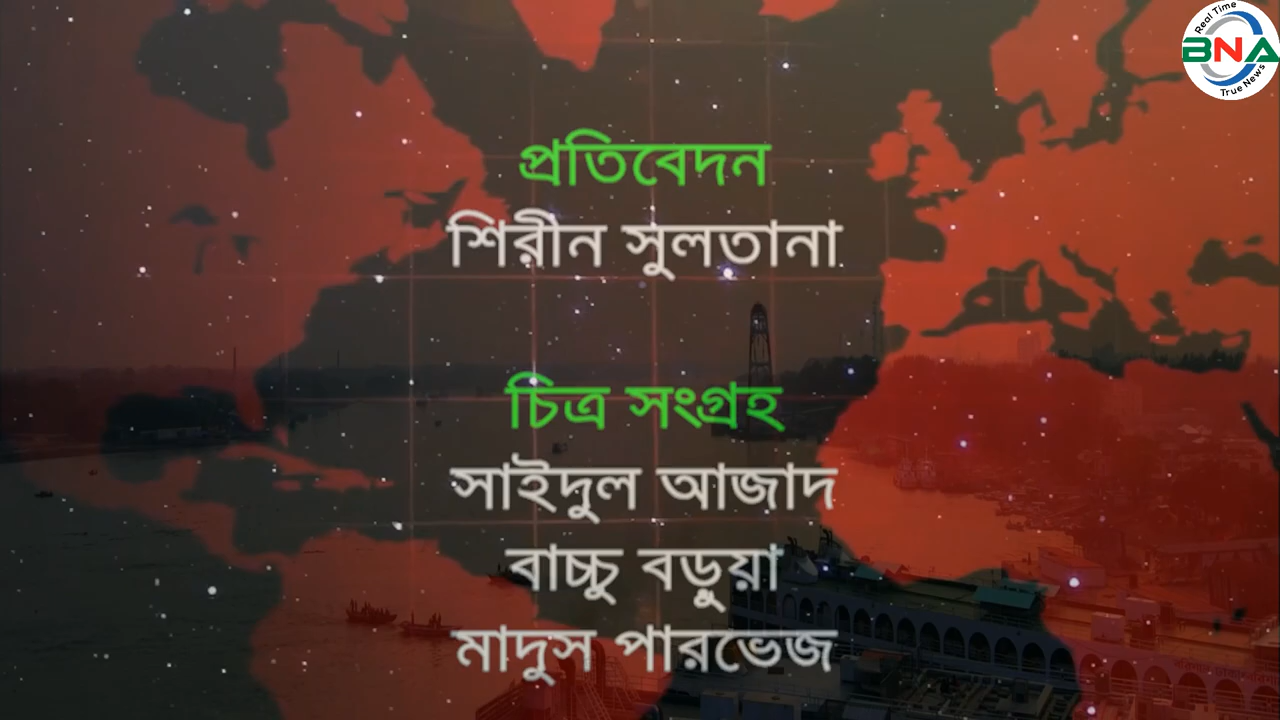 Real Time
BNA
True News
প্রতিবেদন
শিরীন সুলতানা
চিত্র সংগ্রহ
সাইদুল আজাদ
বাচ্চু বড়ুয়া
মাদুস পারভেজ